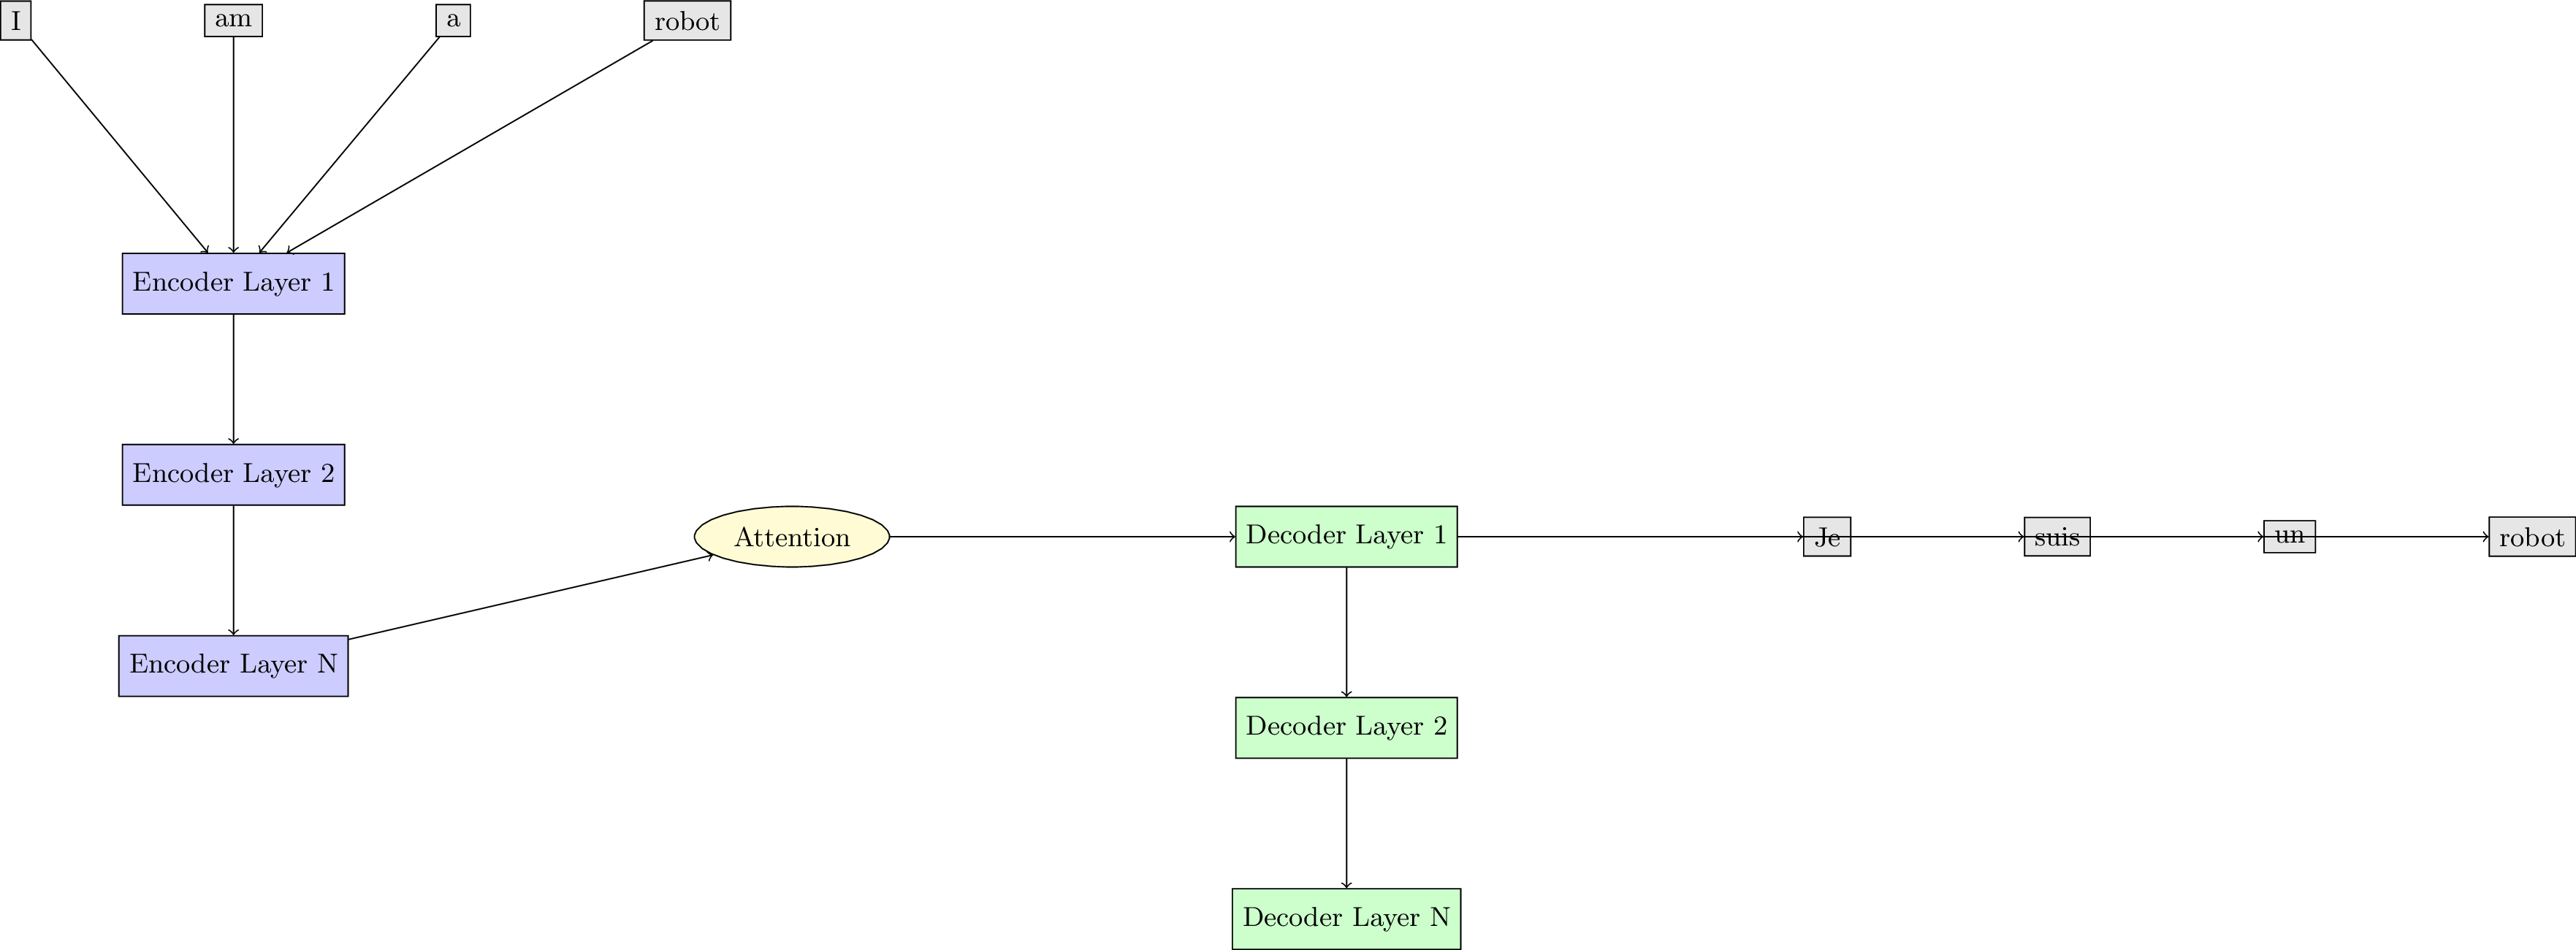 I am a robot
Encoder Layer 1
Encoder Layer 2
Encoder Layer N
Attention
Decoder Layer 1
Je suis un robot
Decoder Layer 2
Decoder Layer N